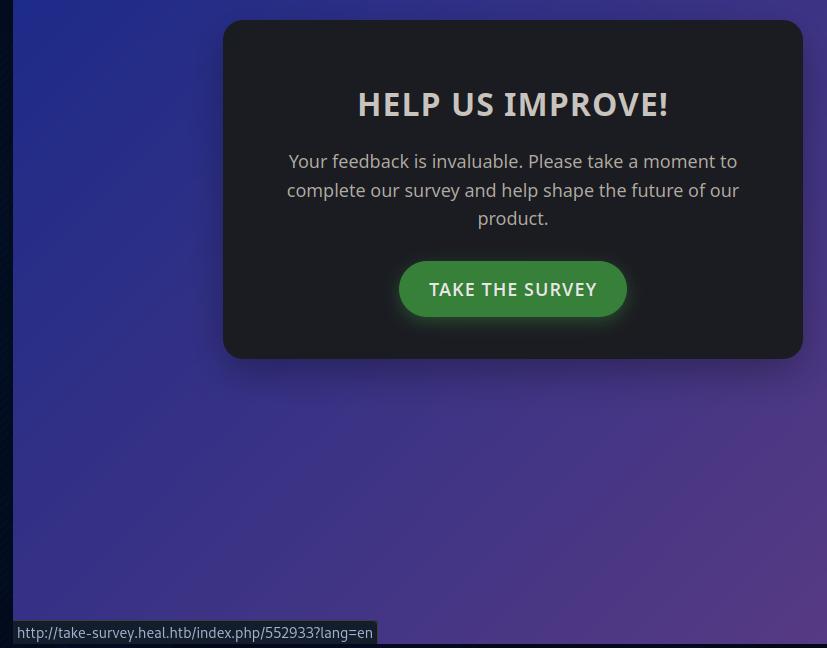 HELP US IMPROVE!
Your feedback is invaluable. Please take a moment to
complete our survey and help shape the future of our
product.
TAKE THE SURVEY
http://take-survey.heal.htb/index.php/552933?lang=en